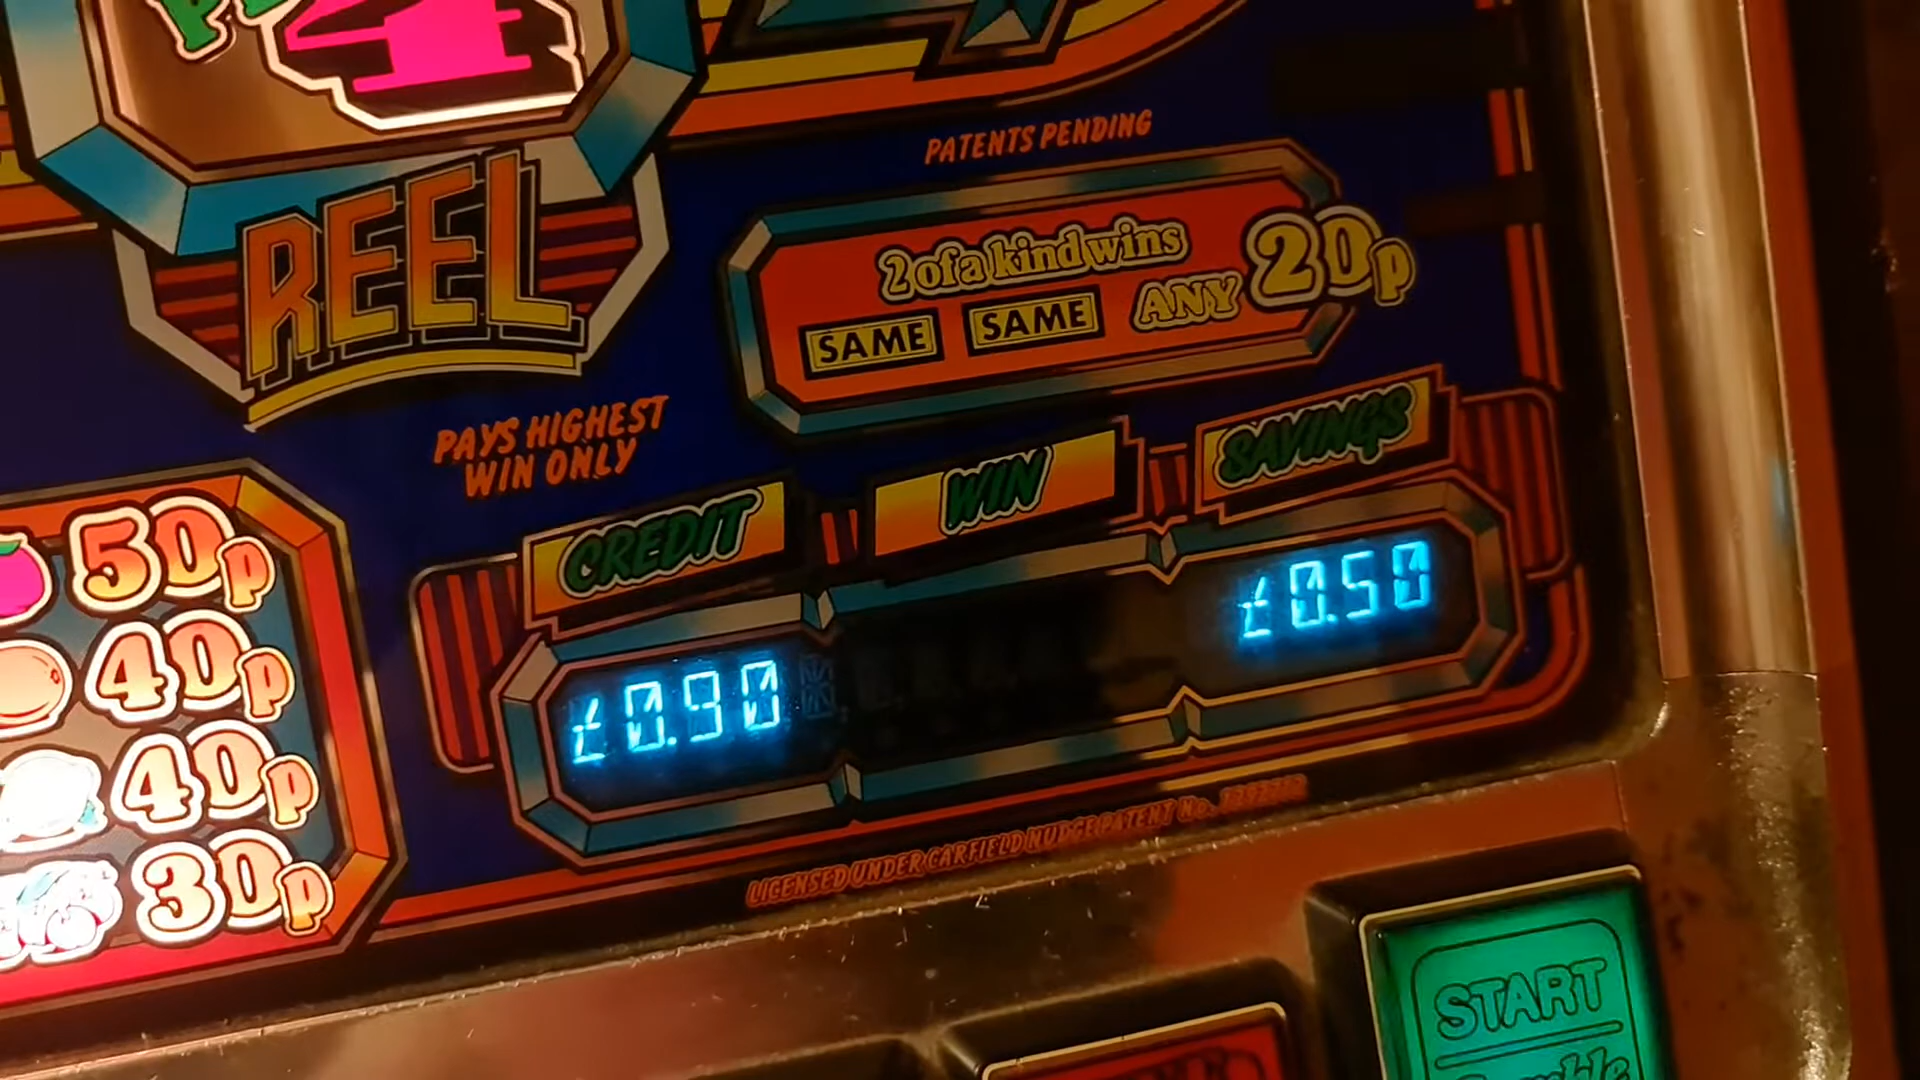 4
REEL
PATENTS PENDING
2 of a kind wins
SAME SAME ANY 20p
PAYS HIGHEST
WIN ONLY
CREDIT WIN SAVINGS
£0.90 £0.50
50p
40p
40p
30p
LICENSED UNDER CARFIELD NUDGE PATENT No.
START